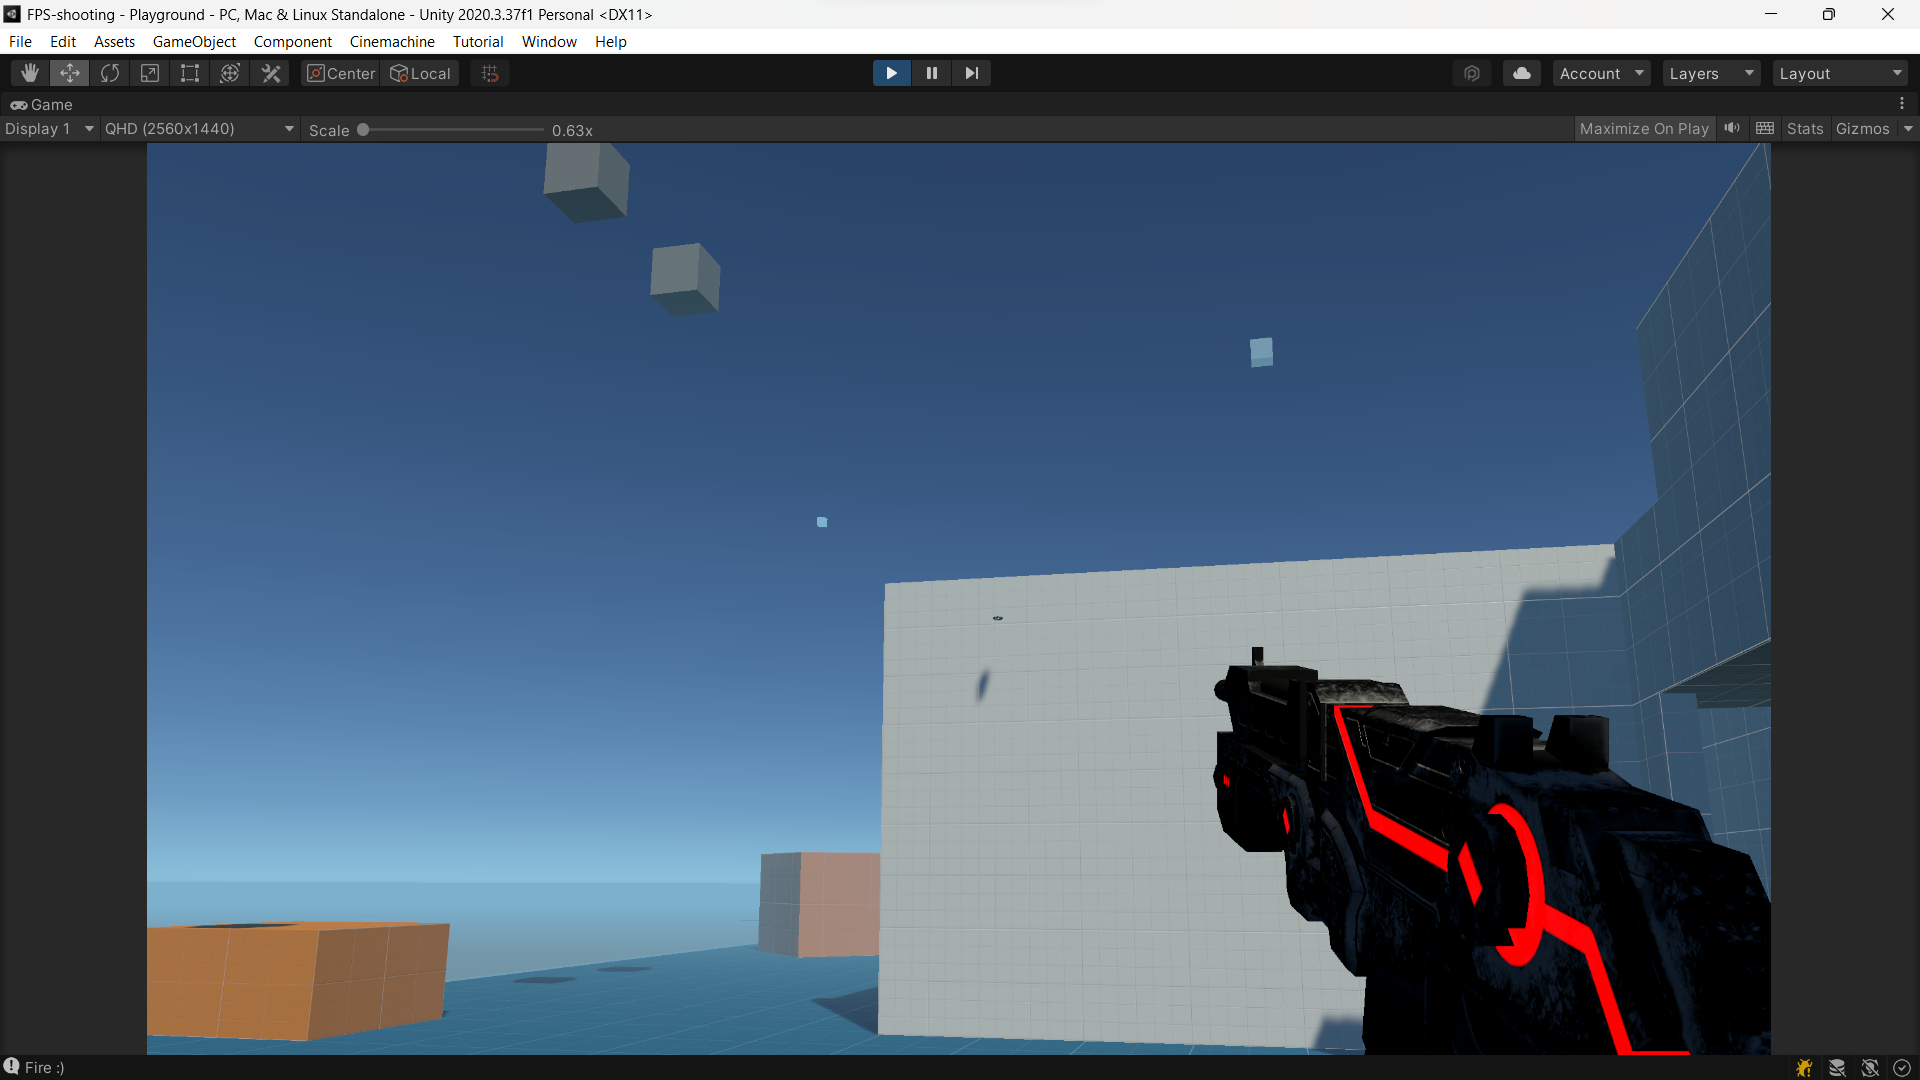 FPS-shooting - Playground - PC, Mac & Linux Standalone - Unity 2020.3.37f1 Personal <DX11>
File Edit Assets GameObject Component Cinemachine Tutorial Window Help
Center Local Account Layers Layout
Game
Display 1 QHD (2560x1440) Scale 0.63x Maximize On Play Stats Gizmos
Fire :)